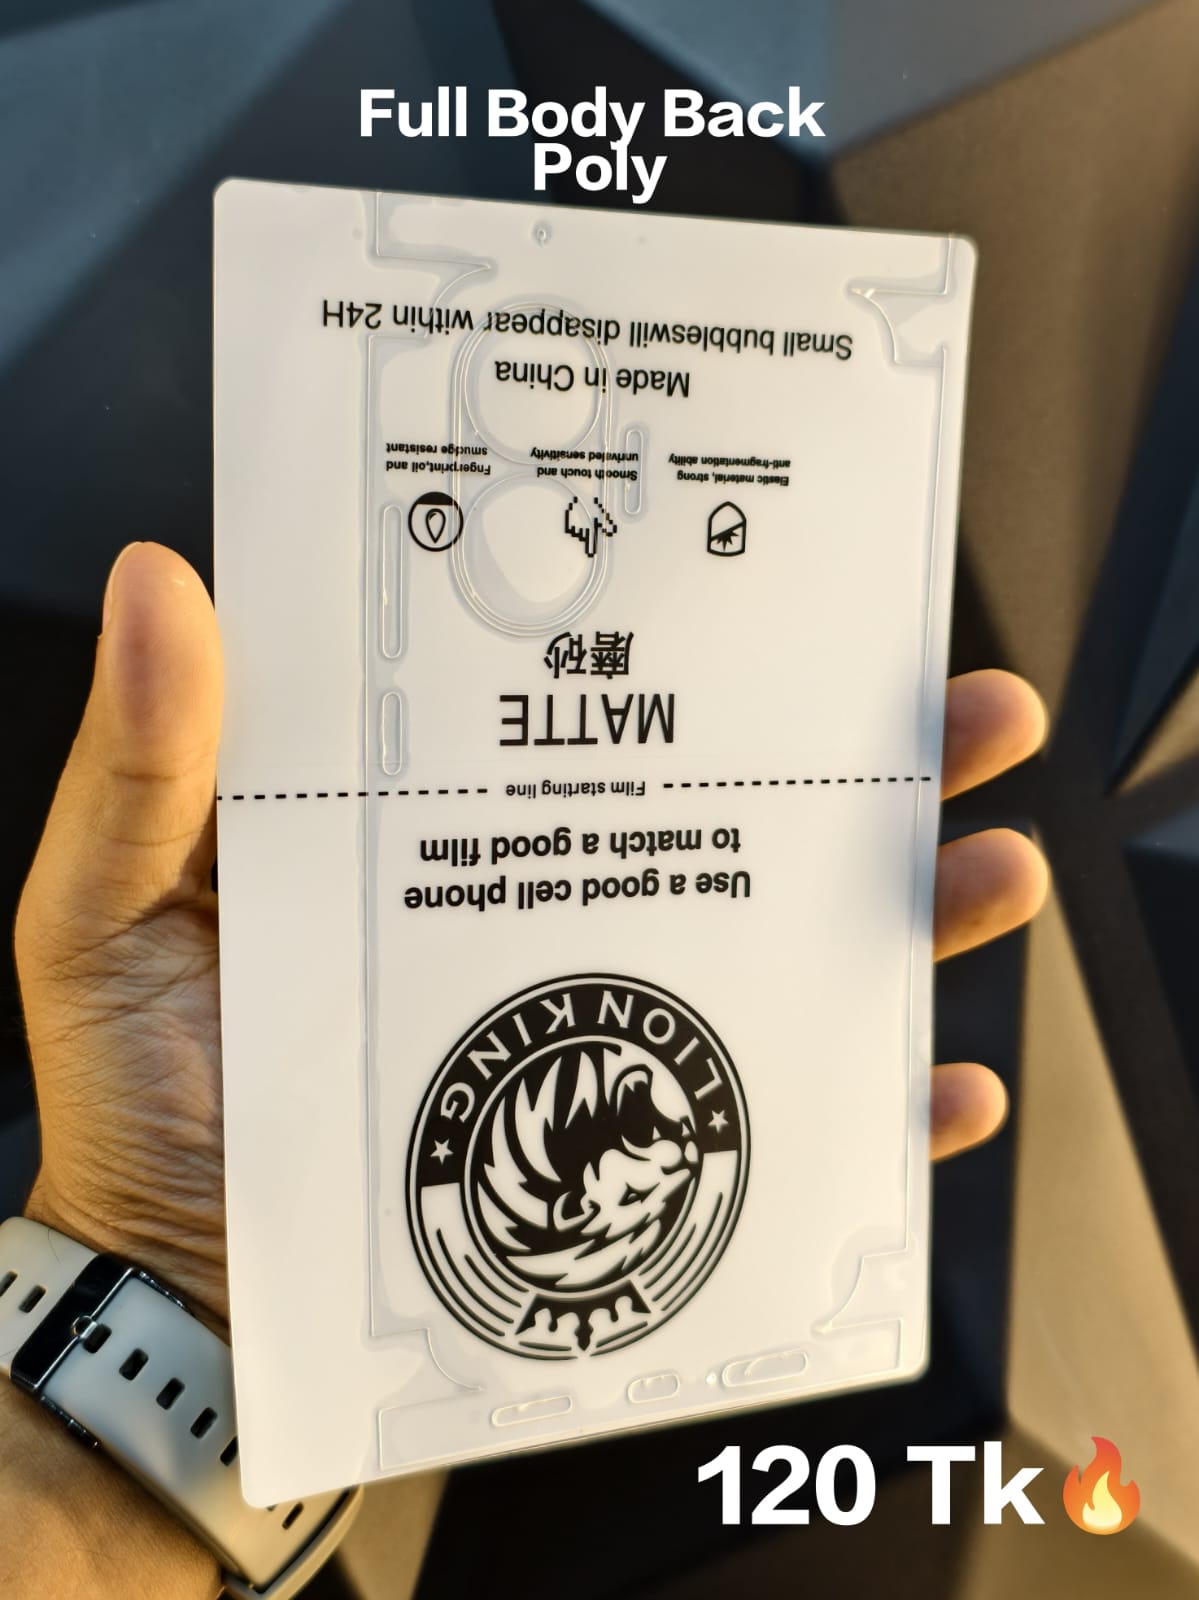 Full Body Back
Poly
Small bubbleswill disappear within 24H
Made in China
Elastic material, strong
anti-fragmentation ability
Smooth touch and
unrivaled sensitivity
Fngerprint,oil and
smudge resistant
磨砂
MATTE
Film starting line
Use a good cell phone
to match a good film
LION KING
120 Tk🔥